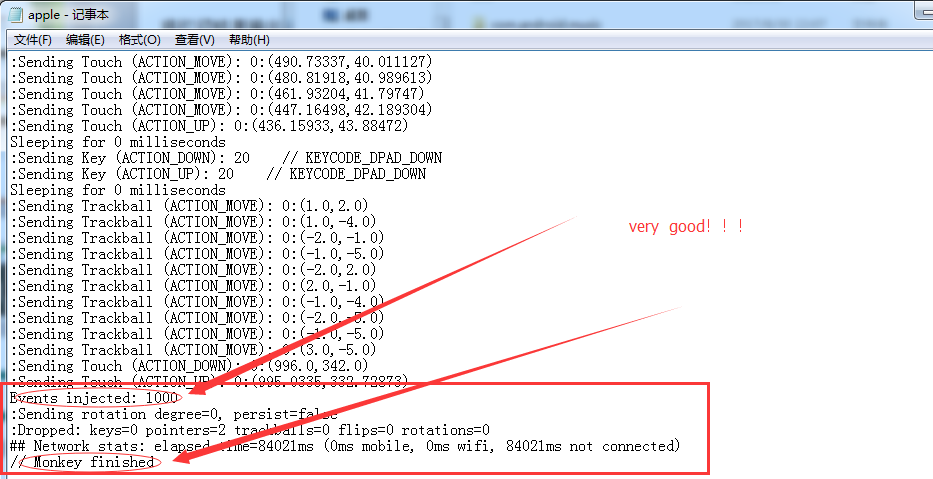 apple - 记事本
文件(F) 编辑(E) 格式(O) 查看(V) 帮助(H)
:Sending Touch (ACTION_MOVE): 0:(490.73337,40.011127)
:Sending Touch (ACTION_MOVE): 0:(480.81918,40.989613)
:Sending Touch (ACTION_MOVE): 0:(461.93204,41.79747)
:Sending Touch (ACTION_MOVE): 0:(447.16498,42.189304)
:Sending Touch (ACTION_UP): 0:(436.15933,43.88472)
Sleeping for 0 milliseconds
:Sending Key (ACTION_DOWN): 20    // KEYCODE_DPAD_DOWN
:Sending Key (ACTION_UP): 20    // KEYCODE_DPAD_DOWN
Sleeping for 0 milliseconds
:Sending Trackball (ACTION_MOVE): 0:(1.0,2.0)
:Sending Trackball (ACTION_MOVE): 0:(1.0,-4.0)
very good!!!
:Sending Trackball (ACTION_MOVE): 0:(-2.0,-1.0)
:Sending Trackball (ACTION_MOVE): 0:(-1.0,-5.0)
:Sending Trackball (ACTION_MOVE): 0:(-2.0,2.0)
:Sending Trackball (ACTION_MOVE): 0:(2.0,-1.0)
:Sending Trackball (ACTION_MOVE): 0:(-1.0,-4.0)
:Sending Trackball (ACTION_MOVE): 0:(-2.0,-5.0)
:Sending Trackball (ACTION_MOVE): 0:(-1.0,-5.0)
:Sending Trackball (ACTION_MOVE): 0:(3.0,-5.0)
:Sending Touch (ACTION_DOWN): 0:(996.0,342.0)
:Sending Touch (ACTION_UP): 0:(995.0335,332.72873)
Events injected: 1000
:Sending rotation degree=0, persist=false
:Dropped: keys=0 pointers=2 trackballs=0 flips=0 rotations=0
## Network stats: elapsed time=84021ms (0ms mobile, 0ms wifi, 84021ms not connected)
// Monkey finished